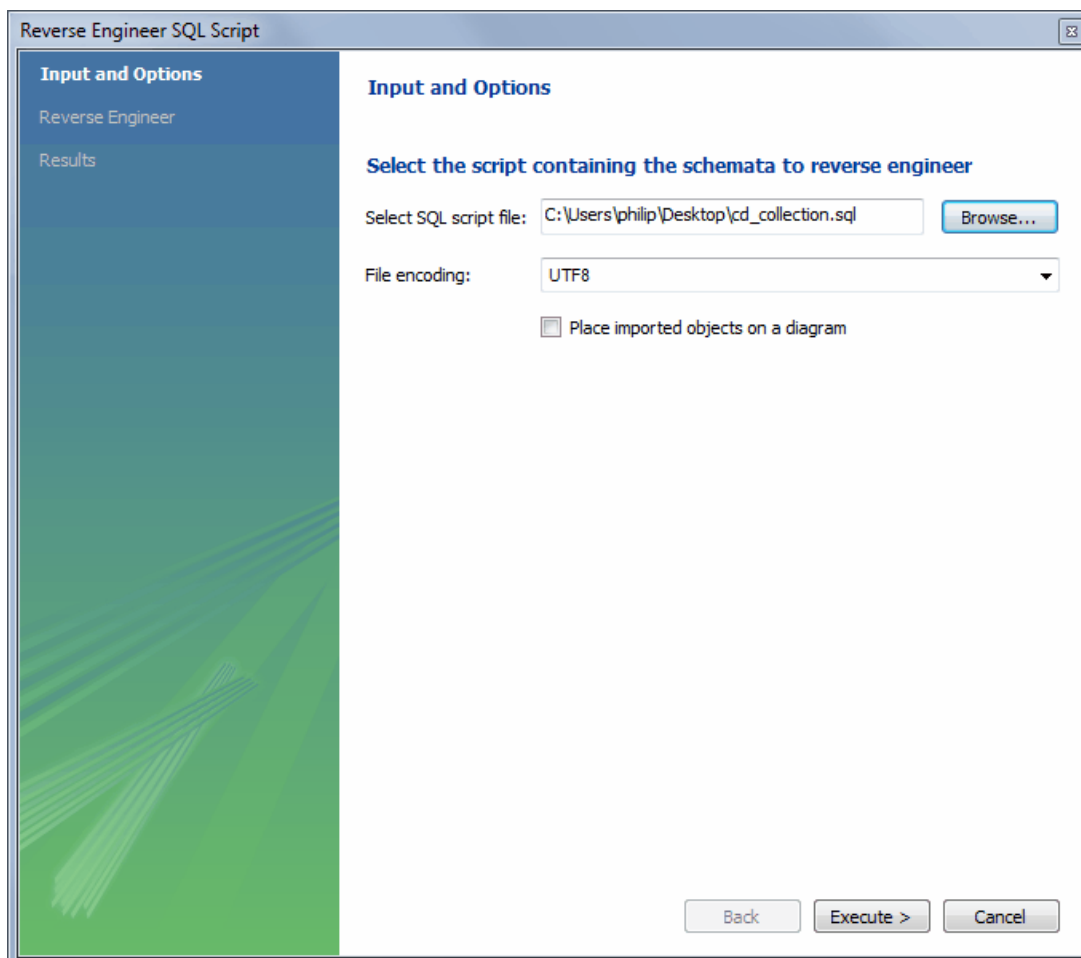 Reverse Engineer SQL Script
Input and Options
Reverse Engineer
Results
Input and Options
Select the script containing the schemata to reverse engineer
Select SQL script file: C:\Users\philip\Desktop\cd_collection.sql Browse...
File encoding: UTF8
Place imported objects on a diagram
Back Execute > Cancel